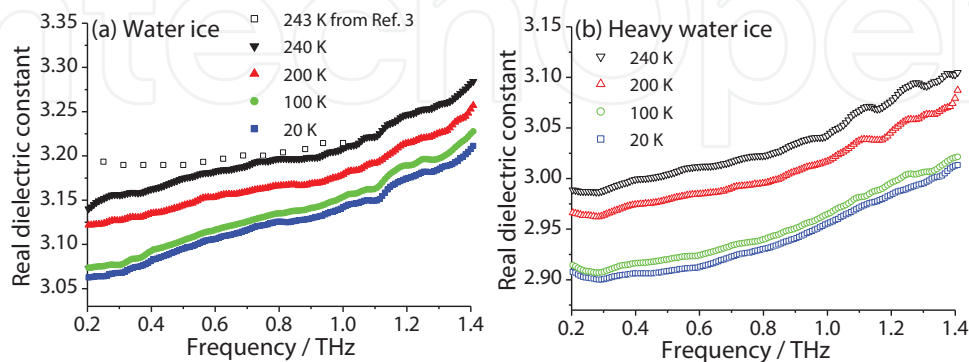 ntechope
(a) Water ice
243 K from Ref. 3
240 K
200 K
100 K
20 K
3.35
3.30
3.25
3.20
3.15
3.10
3.05
0.2 0.4 0.6 0.8 1.0 1.2 1.4
Frequency / THz
Real dielectric constant
(b) Heavy water ice
240 K
200 K
100 K
20 K
3.15
3.10
3.05
3.00
2.95
2.90
0.2 0.4 0.6 0.8 1.0 1.2 1.4
Frequency / THz
Real dielectric constant